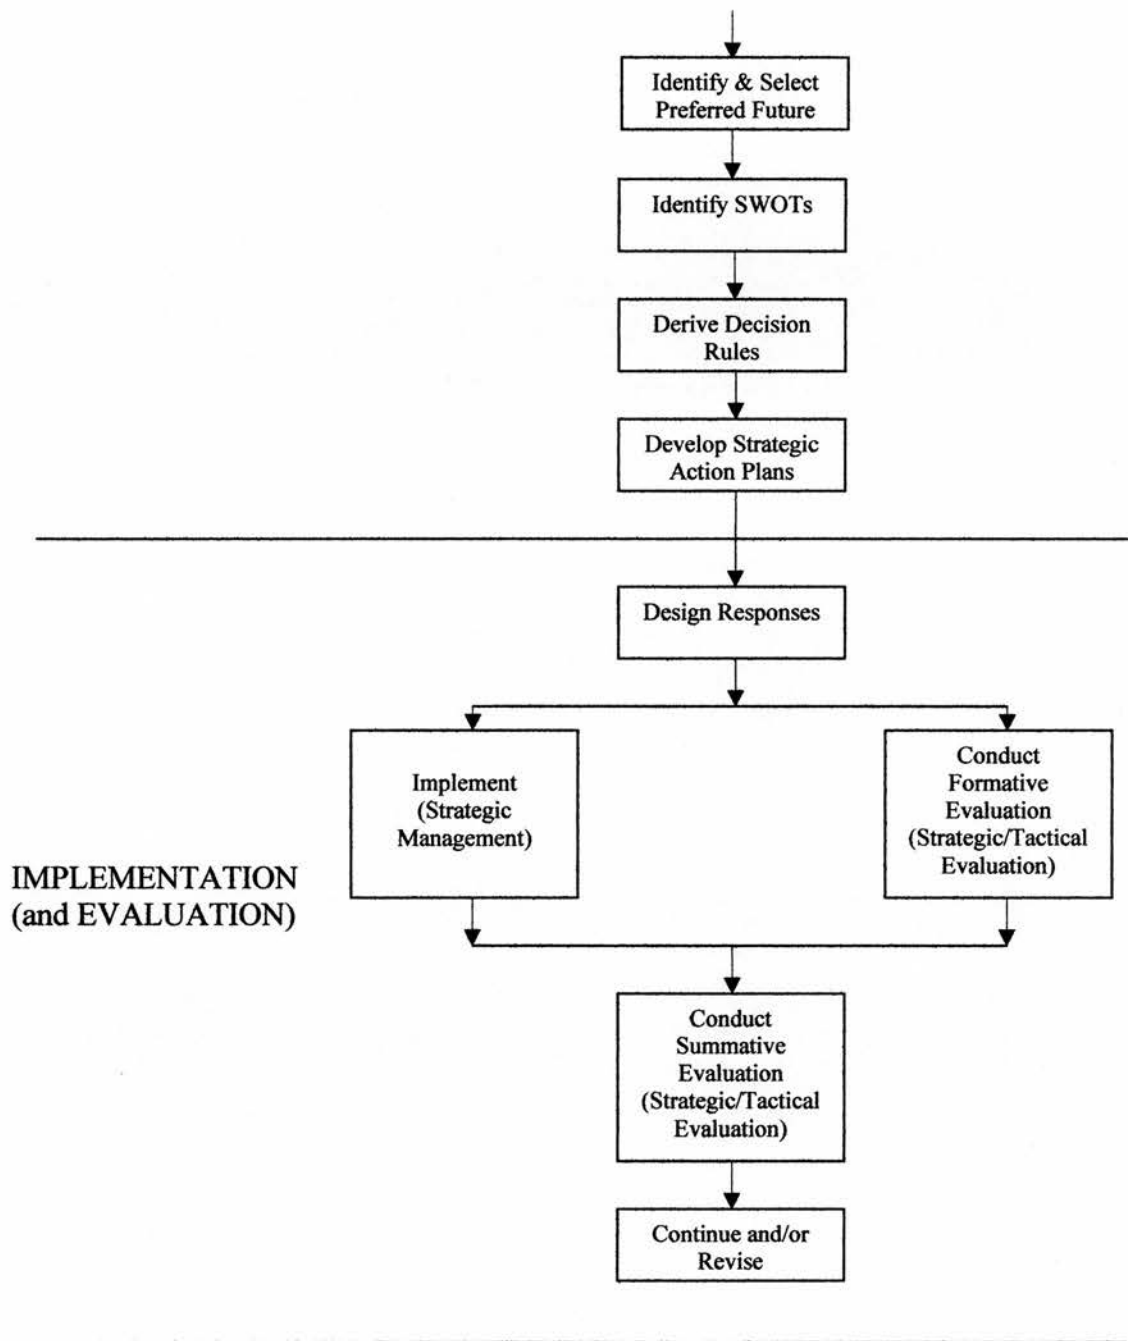 Identify & Select
Preferred Future
Identify SWOTs
Derive Decision
Rules
Develop Strategic
Action Plans
Design Responses
Implement
(Strategic
Management)
Conduct
Formative
Evaluation
(Strategic/Tactical
Evaluation)
IMPLEMENTATION
(and EVALUATION)
Conduct
Summative
Evaluation
(Strategic/Tactical
Evaluation)
Continue and/or
Revise